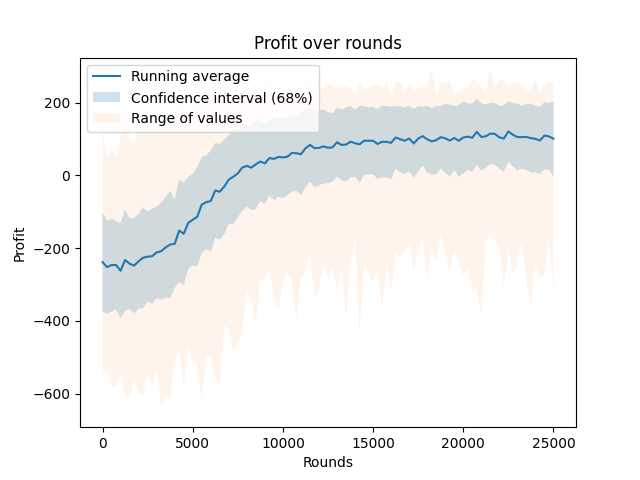 Profit over rounds
Running average
Confidence interval (68%)
Range of values
Profit
200
0
−200
−400
−600
0
5000
10000
15000
20000
25000
Rounds